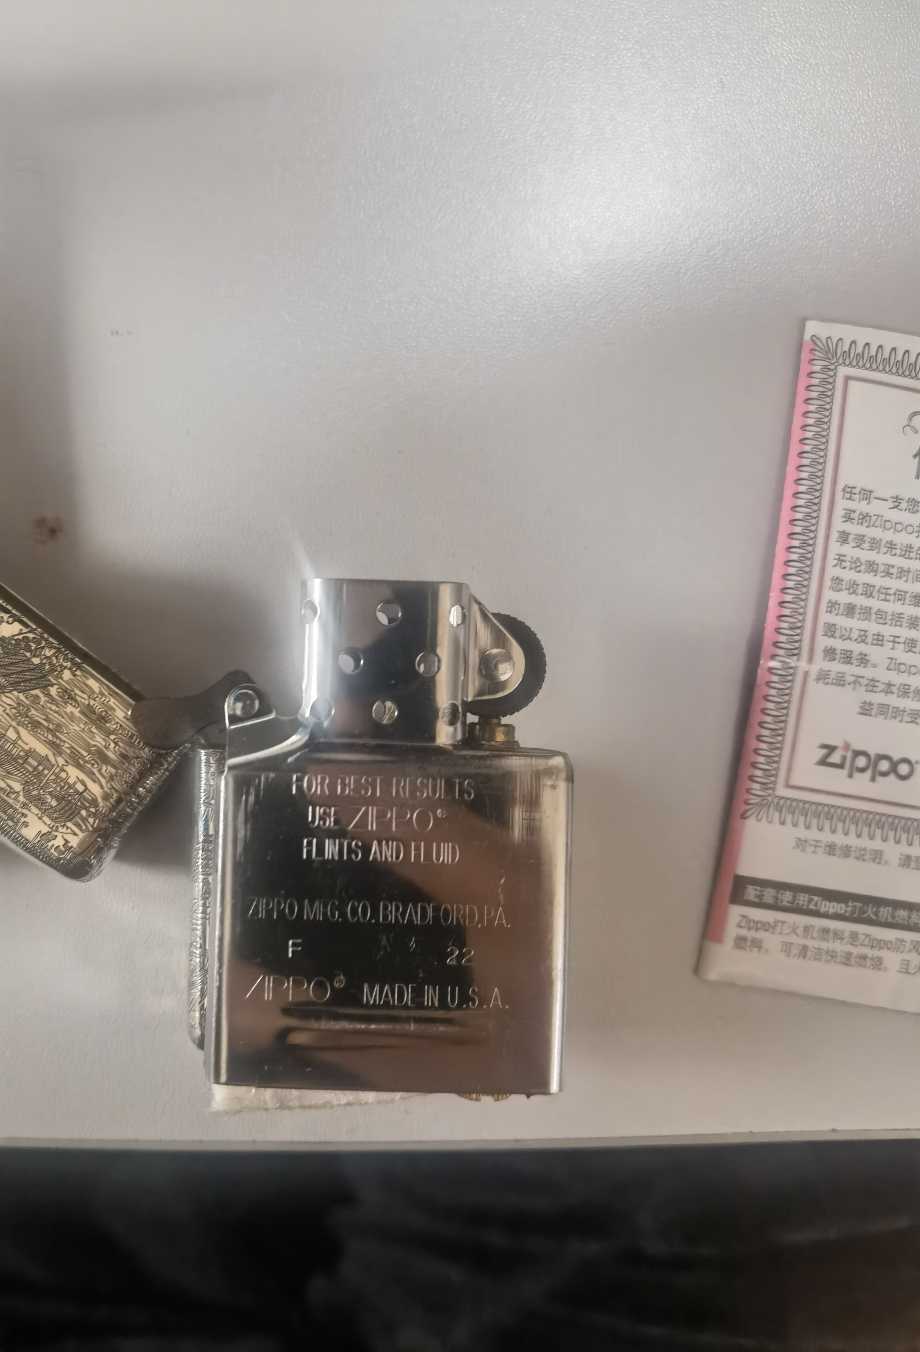 FOR BEST RESULTS
USE ZIPPO®
FLINTS AND FLUID
ZIPPO MFG. CO. BRADFORD, PA.
F 22
ZIPPO® MADE IN U.S.A.
任何一支您
买的Zippo打
享受到先进的
无论购买时间
您收取任何维
的磨损包括装
毁以及由于使
修服务。Zipp
耗品不在本保
益同时受
Zippo
对于维修说明，请到
配套使用Zippo打火机燃
Zippo打火机燃料是Zippo防风
燃料，可清洁快速燃烧，且